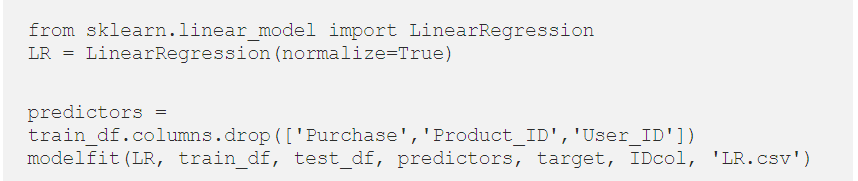 from sklearn.linear_model import LinearRegression
LR = LinearRegression(normalize=True)
predictors =
train_df.columns.drop(['Purchase','Product_ID','User_ID'])
modelfit(LR, train_df, test_df, predictors, target, IDcol, 'LR.csv')